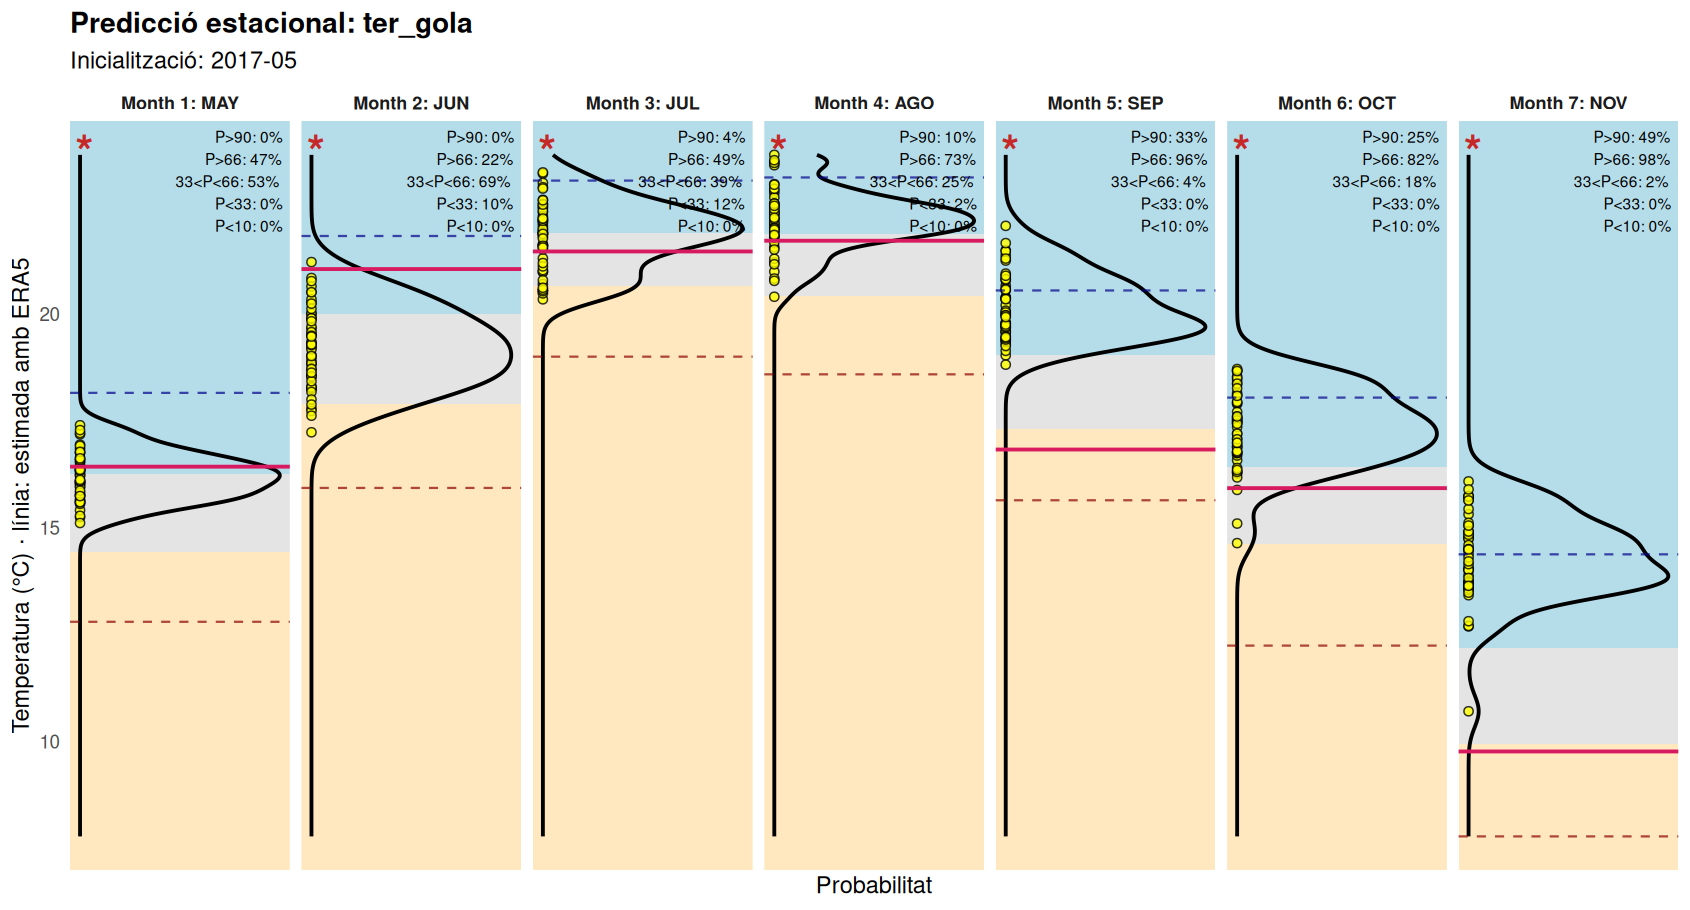 Predicció estacional: ter_gola
Inicialització: 2017-05
Month 1: MAY
Month 2: JUN
Month 3: JUL
Month 4: AGO
Month 5: SEP
Month 6: OCT
Month 7: NOV
*
P>90: 0%
P>66: 47%
33<P<66: 53%
P<33: 0%
P<10: 0%
*
P>90: 0%
P>66: 22%
33<P<66: 69%
P<33: 10%
P<10: 0%
*
P>90: 4%
P>66: 49%
33<P<66: 39%
P<33: 12%
P<10: 0%
*
P>90: 10%
P>66: 73%
33<P<66: 25%
P<33: 2%
P<10: 0%
*
P>90: 33%
P>66: 96%
33<P<66: 4%
P<33: 0%
P<10: 0%
*
P>90: 25%
P>66: 82%
33<P<66: 18%
P<33: 0%
P<10: 0%
*
P>90: 49%
P>66: 98%
33<P<66: 2%
P<33: 0%
P<10: 0%
Temperatura (°C) · línia: estimada amb ERA5
20
15
10
Probabilitat